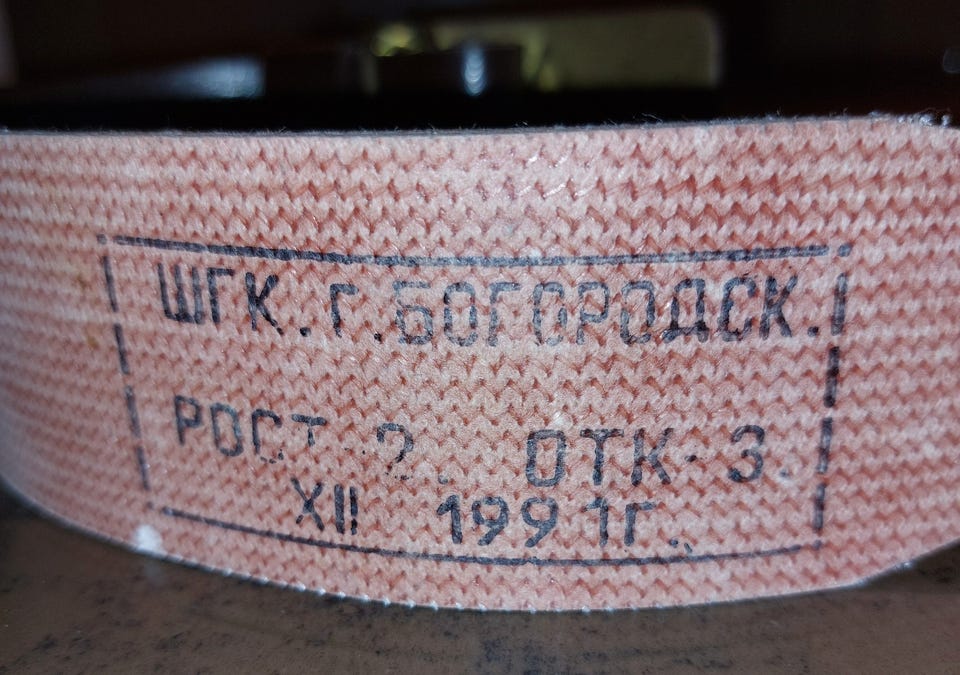 ШГК. г. БОГОРОДСК.
РОСТ 2. ОТК-3.
XII 1991г.